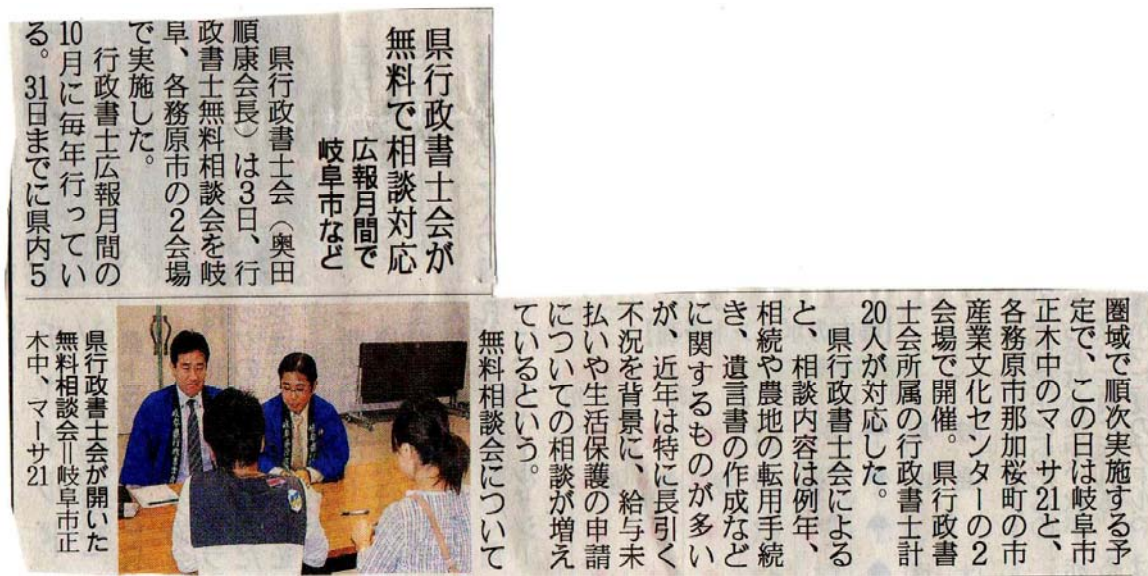 県行政書士会が
無料で相談対応
広報月間で
岐阜市など
県行政書士会（奥田
順康会長）は3日、行
政書士無料相談会を岐
阜、各務原市の2会場
で実施した。
行政書士広報月間の
10月に毎年行ってい
る。31日までに県内5
圏域で順次実施する予
定で、この日は岐阜市
正木中のマーサ21と、
各務原市那加桜町の市
産業文化センターの2
会場で開催。県行政書
士会所属の行政書士計
20人が対応した。
県行政書士会による
と、相談内容は例年、
相続や農地の転用手続
き、遺言書の作成など
に関するものが多い
が、近年は特に長引く
不況を背景に、給与未
払いや生活保護の申請
についての相談が増え
ているという。
無料相談会について
県行政書士会が開いた
無料相談会＝岐阜市正
木中、マーサ21